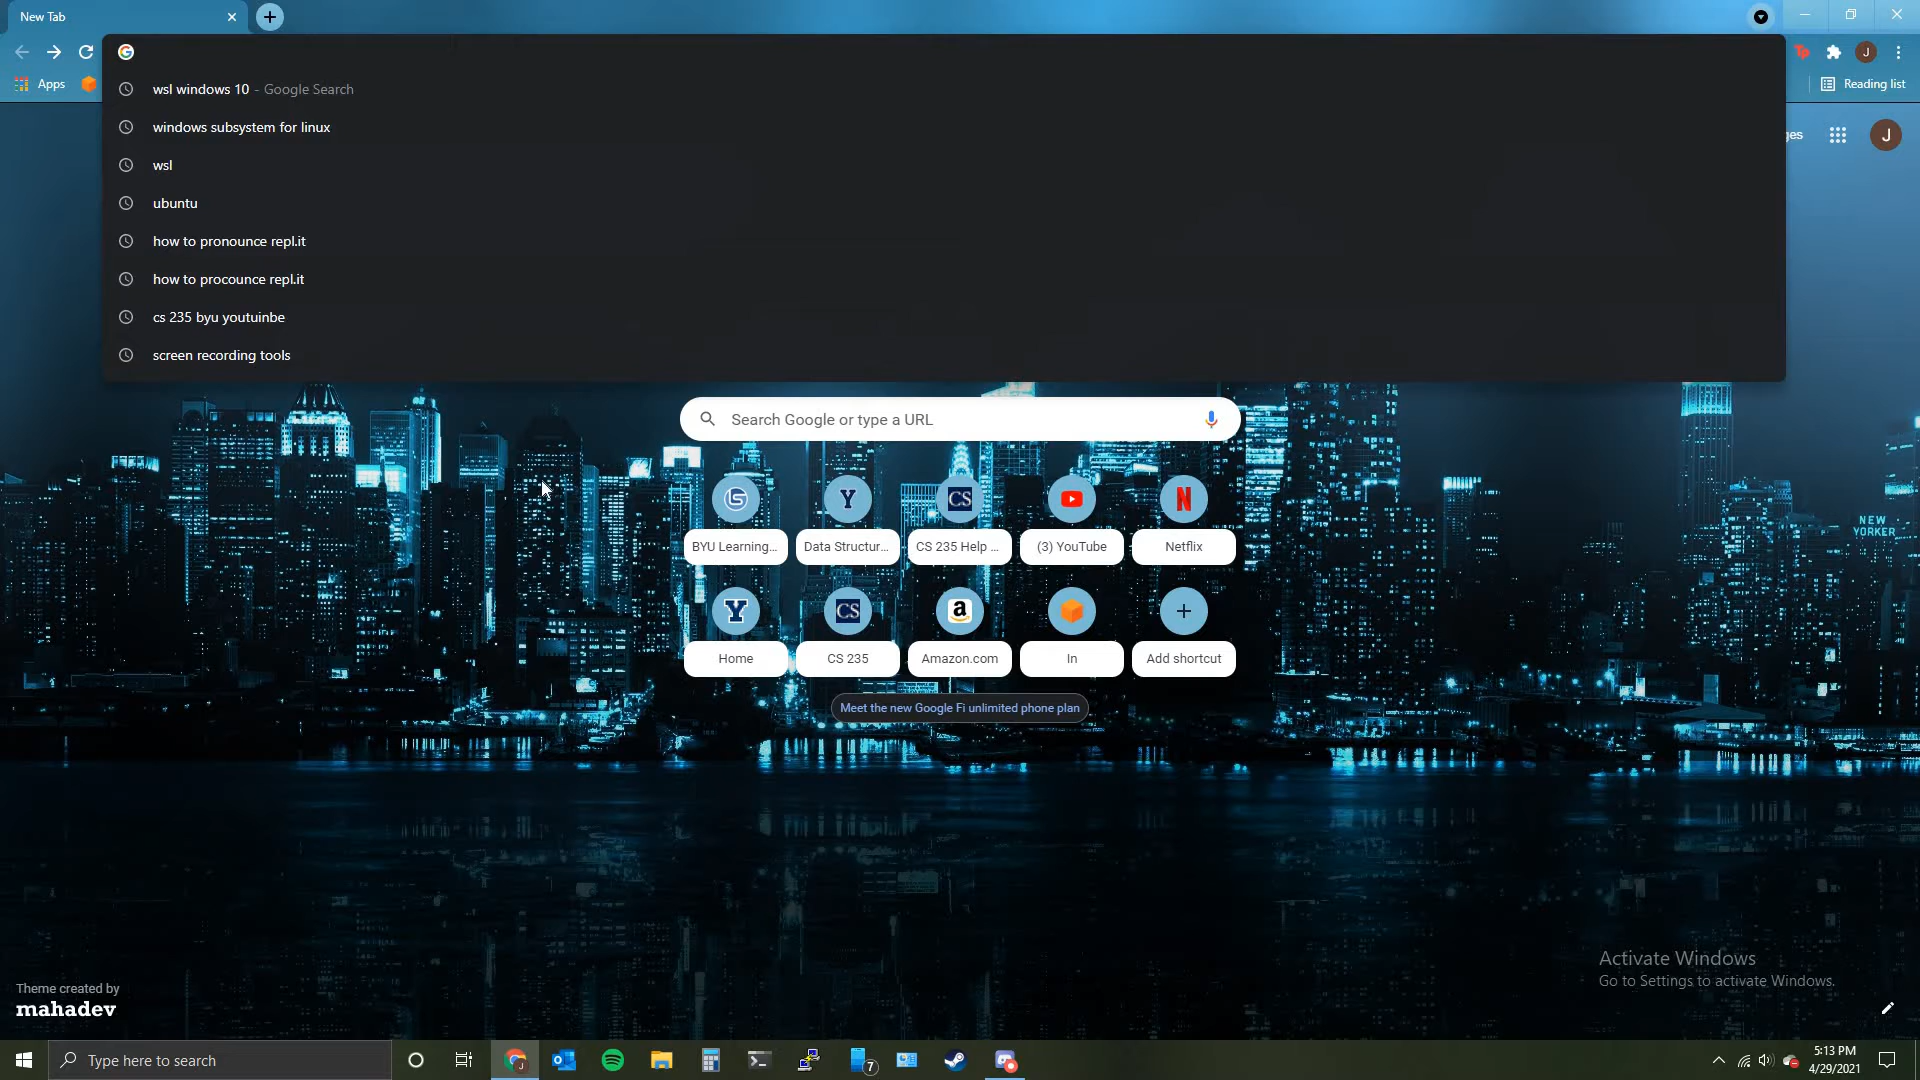 New Tab
Apps
Reading list
wsl windows 10 - Google Search
windows subsystem for linux
wsl
ubuntu
how to pronounce repl.it
how to procounce repl.it
cs 235 byu youtuinbe
screen recording tools
J
J
ges
Search Google or type a URL
BYU Learning...
Data Structur...
CS 235 Help ...
(3) YouTube
Netflix
Home
CS 235
Amazon.com
In
Add shortcut
Meet the new Google Fi unlimited phone plan
NEW
YORKER
Activate Windows
Go to Settings to activate Windows.
Theme created by
mahadev
Type here to search
7
5:13 PM
4/29/2021